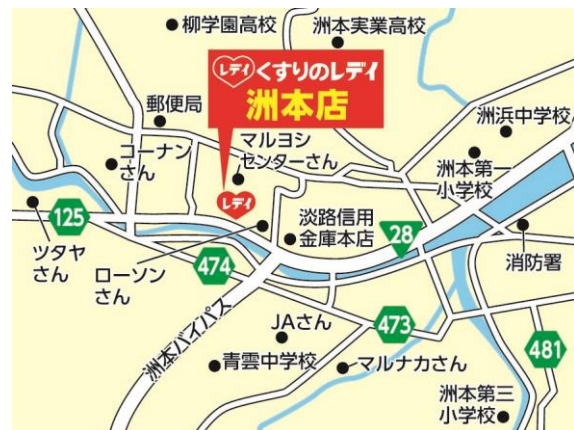 柳学園高校
洲本実業高校
レディ くすりのレデイ
洲本店
郵便局
洲浜中学校
コーナン
さん
マルヨシ
センターさん
洲本第一
小学校
レディ
125
ツタヤ
さん
ローソン
さん
474
淡路信用
金庫本店
28
消防署
洲本バイパス
JAさん
473
481
青雲中学校
マルナカさん
洲本第三
小学校